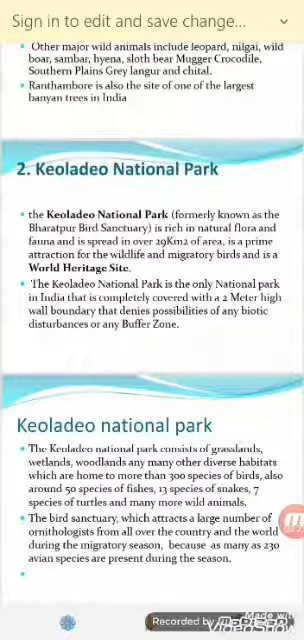 Sign in to edit and save change...
Other major wild animals include leopard, nilgai, wild
boar, sambar, hyena, sloth bear Mugger Crocodile,
Southern Plains Grey langur and chital.
Ranthambore is also the site of one of the largest
banyan trees in India
2. Keoladeo National Park
the Keoladeo National Park (formerly known as the
Bharatpur Bird Sanctuary) is rich in natural flora and
fauna and is spread in over 29Km2 of area, is a prime
attraction for the wildlife and migratory birds and is a
World Heritage Site.
The Keoladeo National Park is the only National park
in India that is completely covered with a 2 Meter high
wall boundary that denies possibilities of any biotic
disturbances or any Buffer Zone.
Keoladeo national park
The Keoladeo national park consists of grasslands,
wetlands, woodlands any many other diverse habitats
which are home to more than 300 species of birds, also
around 50 species of fishes, 13 species of snakes, 7
species of turtles and many more wild animals.
The bird sanctuary, which attracts a large number of
ornithologists from all over the country and the world
during the migratory season, because as many as 230
avian species are present during the season.
Made with
Recorded by
VideoShow